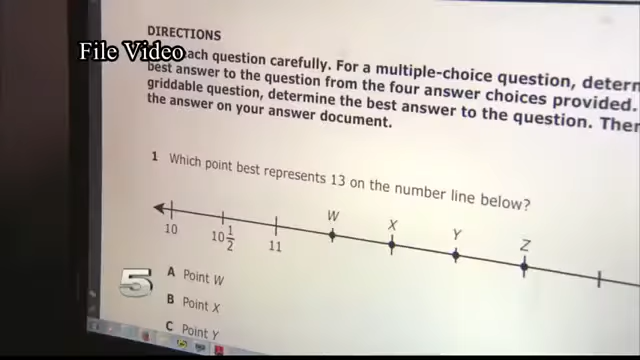 DIRECTIONS
File Video
ach question carefully. For a multiple-choice question, determ
best answer to the question from the four answer choices provided.
griddable question, determine the best answer to the question. Ther
the answer on your answer document.
1 Which point best represents 13 on the number line below?
W X Y Z
10 10 1/2 11
A Point W
B Point X
C Point Y
5